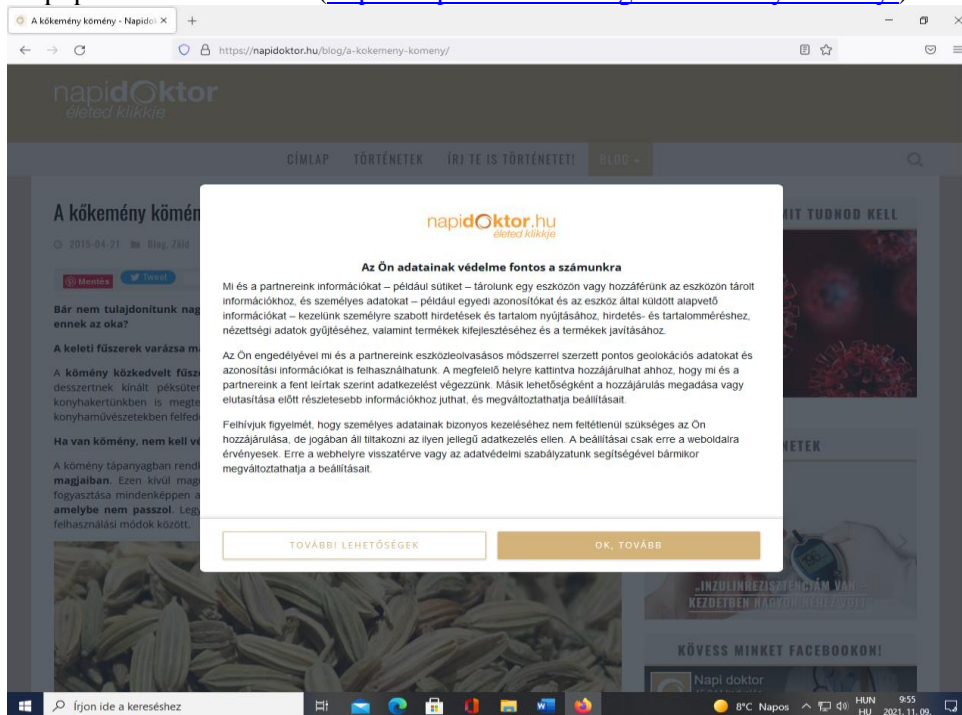 A kőkemény kömény - Napidok
https://napidoktor.hu/blog/a-kokemeny-komeny/
napidoktor
életed klikkje
CÍMLAP TÖRTÉNETEK ÍRJ TE IS TÖRTÉNETET! BLOG
A kőkemény kömén
2015-04-21 Blog, Zöld
Mentés Tweet
Bár nem tulajdonítunk nag
ennek az oka?
A keleti fűszerek varázsa m
A kömény közkedvelt fűsz
desszertnek kínált péksüte
konyhakertünkben is megte
konyhaművészetekben felfed
Ha van kömény, nem kell v
A kömény tápanyagban rend
magjaiban. Ezen kívül mag
fogyasztása mindenképpen a
amelybe nem passzol. Leg
felhasználási módok között.
napidoktor.hu
életed klikkje
Az Ön adatainak védelme fontos a számunkra
Mi és a partnereink információkat – például sütiket – tárolunk egy eszközön vagy hozzáférünk az eszközön tárolt
információkhoz, és személyes adatokat – például egyedi azonosítókat és az eszköz által küldött alapvető
információkat – kezelünk személyre szabott hirdetések és tartalom nyújtásához, hirdetés- és tartalomméréshez,
nézettségi adatok gyűjtéséhez, valamint termékek kifejlesztéséhez és a termékek javításához.
Az Ön engedélyével mi és a partnereink eszközleolvasásos módszerrel szerzett pontos geolokációs adatokat és
azonosítási információkat is felhasználhatunk. A megfelelő helyre kattintva hozzájárulhat ahhoz, hogy mi és a
partnereink a fent leírtak szerint adatkezelést végezzünk. Másik lehetőségként a hozzájárulás megadása vagy
elutasítása előtt részletesebb információkhoz juthat, és megváltoztathatja beállításait.
Felhívjuk figyelmét, hogy személyes adatainak bizonyos kezeléséhez nem feltétlenül szükséges az Ön
hozzájárulása, de jogában áll tiltakozni az ilyen jellegű adatkezelés ellen. A beállításai csak erre a weboldalra
érvényesek. Erre a webhelyre visszatérve vagy az adatvédelmi szabályzatunk segítségével bármikor
megváltoztathatja a beállításait.
TOVÁBBI LEHETŐSÉGEK OK, TOVÁBB
MIT TUDNOD KELL
NETEK
„INZULINREZISZTENCIÁM VAN –
KEZDETBEN NAGYON NEHÉZ VOLT"
KÖVESS MINKET FACEBOOKON!
Napi doktor
Írjon ide a kereséshez
8°C Napos
HUN
HU
9:55
2021. 11. 09.